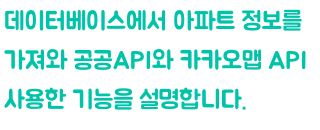 데이터베이스에서 아파트 정보를
가져와 공공API와 카카오맵 API
사용한 기능을 설명합니다.